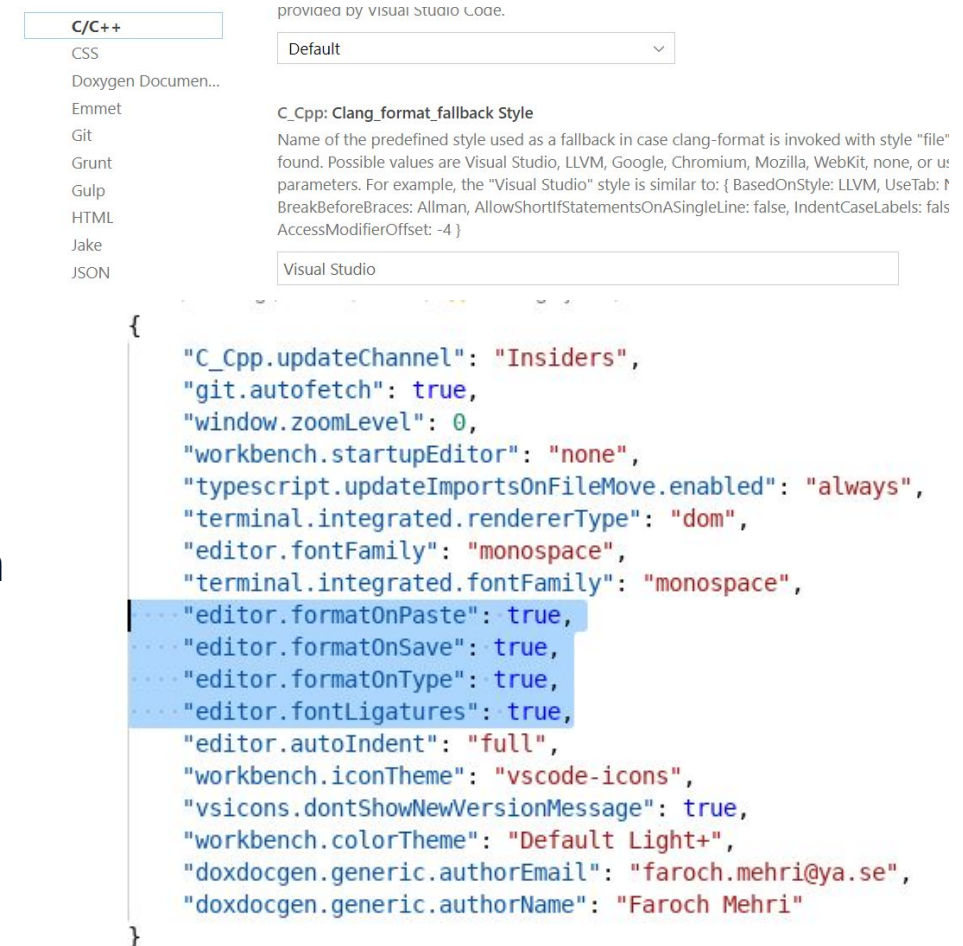 provided by Visual Studio Code.
C/C++
CSS
Doxygen Documen...
Emmet
Git
Grunt
Gulp
HTML
Jake
JSON
Default
C_Cpp: Clang_format_fallback Style
Name of the predefined style used as a fallback in case clang-format is invoked with style "file"
found. Possible values are Visual Studio, LLVM, Google, Chromium, Mozilla, WebKit, none, or
parameters. For example, the "Visual Studio" style is similar to: { BasedOnStyle: LLVM, UseTab:
BreakBeforeBraces: Allman, AllowShortIfStatementsOnASingleLine: false, IndentCaseLabels:
AccessModifierOffset: -4 }
Visual Studio
{
"C_Cpp.updateChannel": "Insiders",
"git.autofetch": true,
"window.zoomLevel": 0,
"workbench.startupEditor": "none",
"typescript.updateImportsOnFileMove.enabled": "always",
"terminal.integrated.rendererType": "dom",
"editor.fontFamily": "monospace",
"terminal.integrated.fontFamily": "monospace",
"editor.formatOnPaste": true,
"editor.formatOnSave": true,
"editor.formatOnType": true,
"editor.fontLigatures": true,
"editor.autoIndent": "full",
"workbench.iconTheme": "vscode-icons",
"vsicons.dontShowNewVersionMessage": true,
"workbench.colorTheme": "Default Light+",
"doxdocgen.generic.authorEmail": "faroch.mehri@ya.se",
"doxdocgen.generic.authorName": "Faroch Mehri"
}